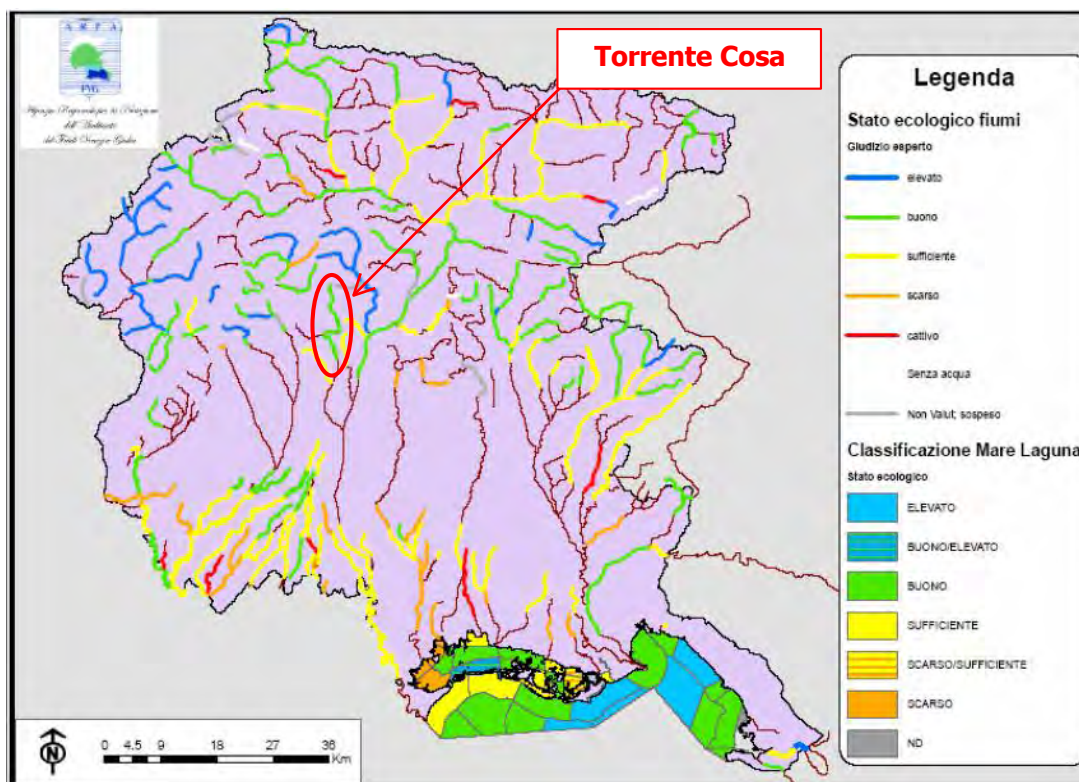 A R P A
FVG
Torrente Cosa
Legenda
Stato ecologico fiumi
Giudizio esperto
elevato
buono
sufficiente
scarso
cattivo
Senza acqua
Non Valut; sospeso
Classificazione Mare Laguna
Stato ecologico
ELEVATO
BUONO/ELEVATO
BUONO
SUFFICIENTE
SCARSO/SUFFICIENTE
SCARSO
ND
N
0 4.5 9 18 27 36
Km